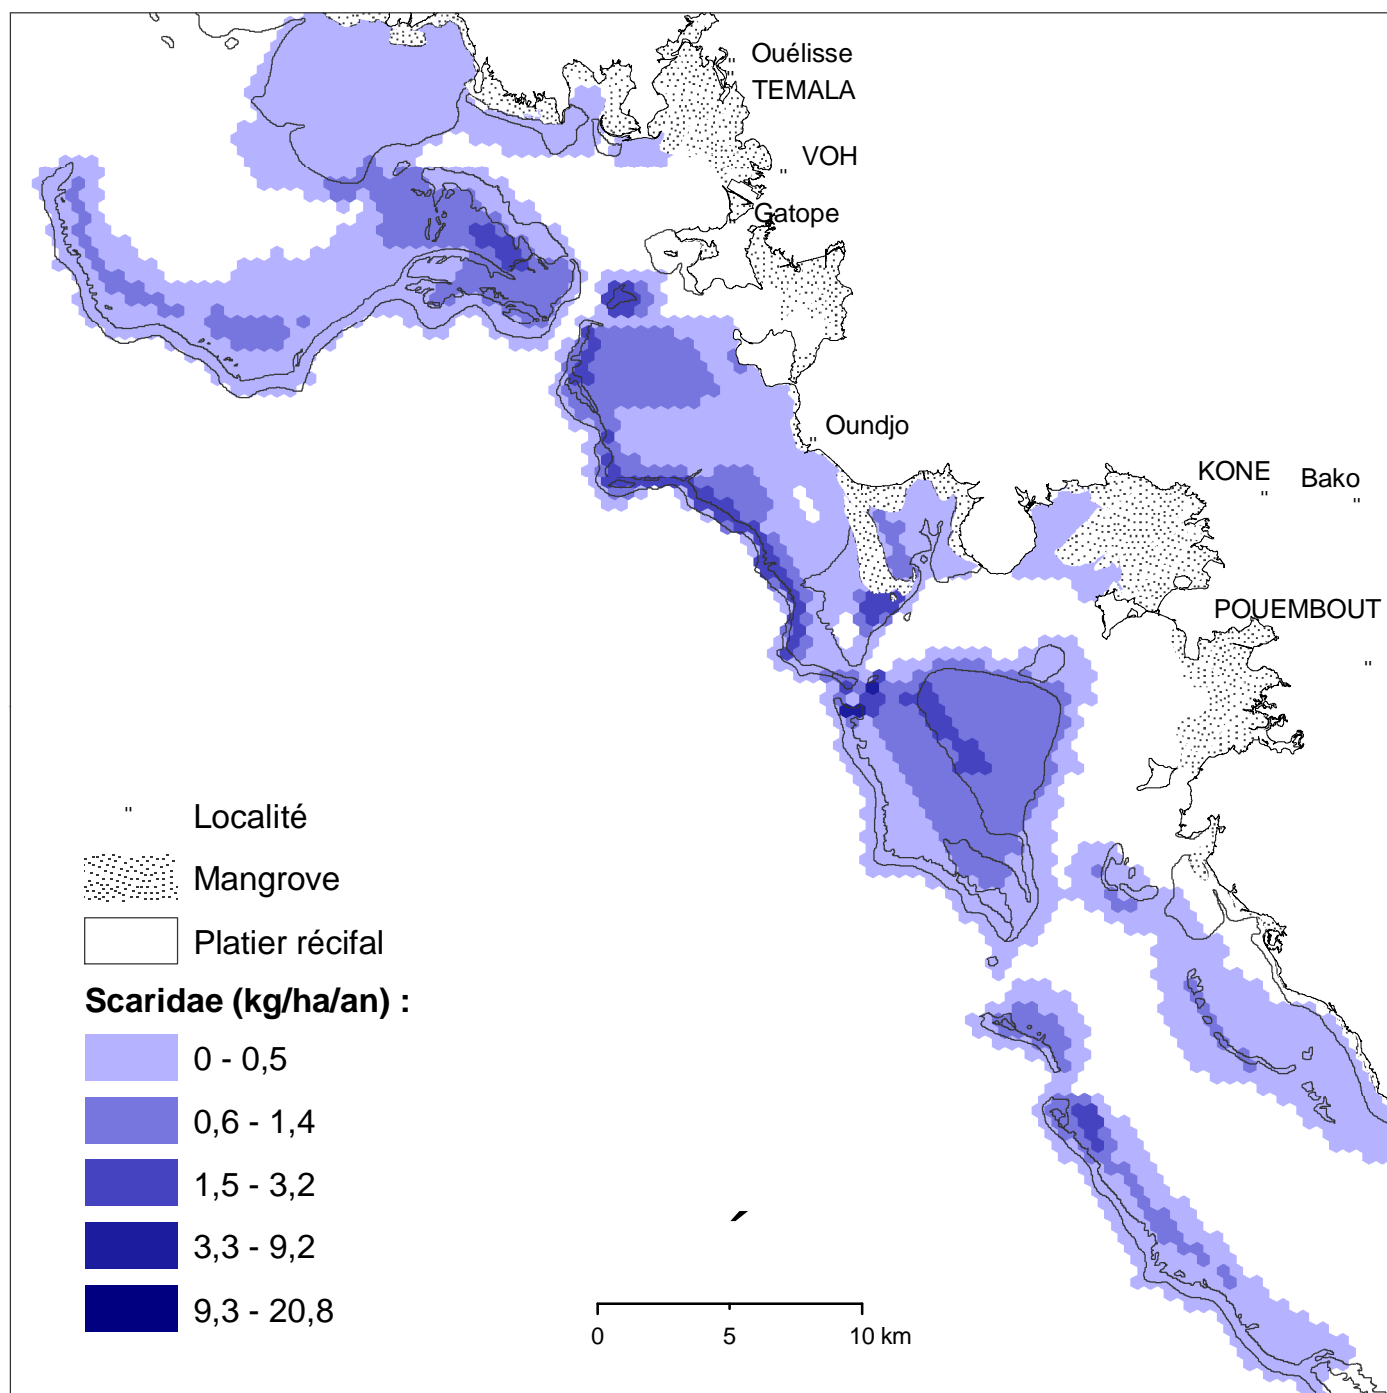 Ouélisse
TEMALA
VOH
Gatope
Oundjo
KONE
Bako
POUEMBOUT
Localité
Mangrove
Platier récifal
Scaridae (kg/ha/an) :
0 - 0,5
0,6 - 1,4
1,5 - 3,2
3,3 - 9,2
9,3 - 20,8
0 5 10 km